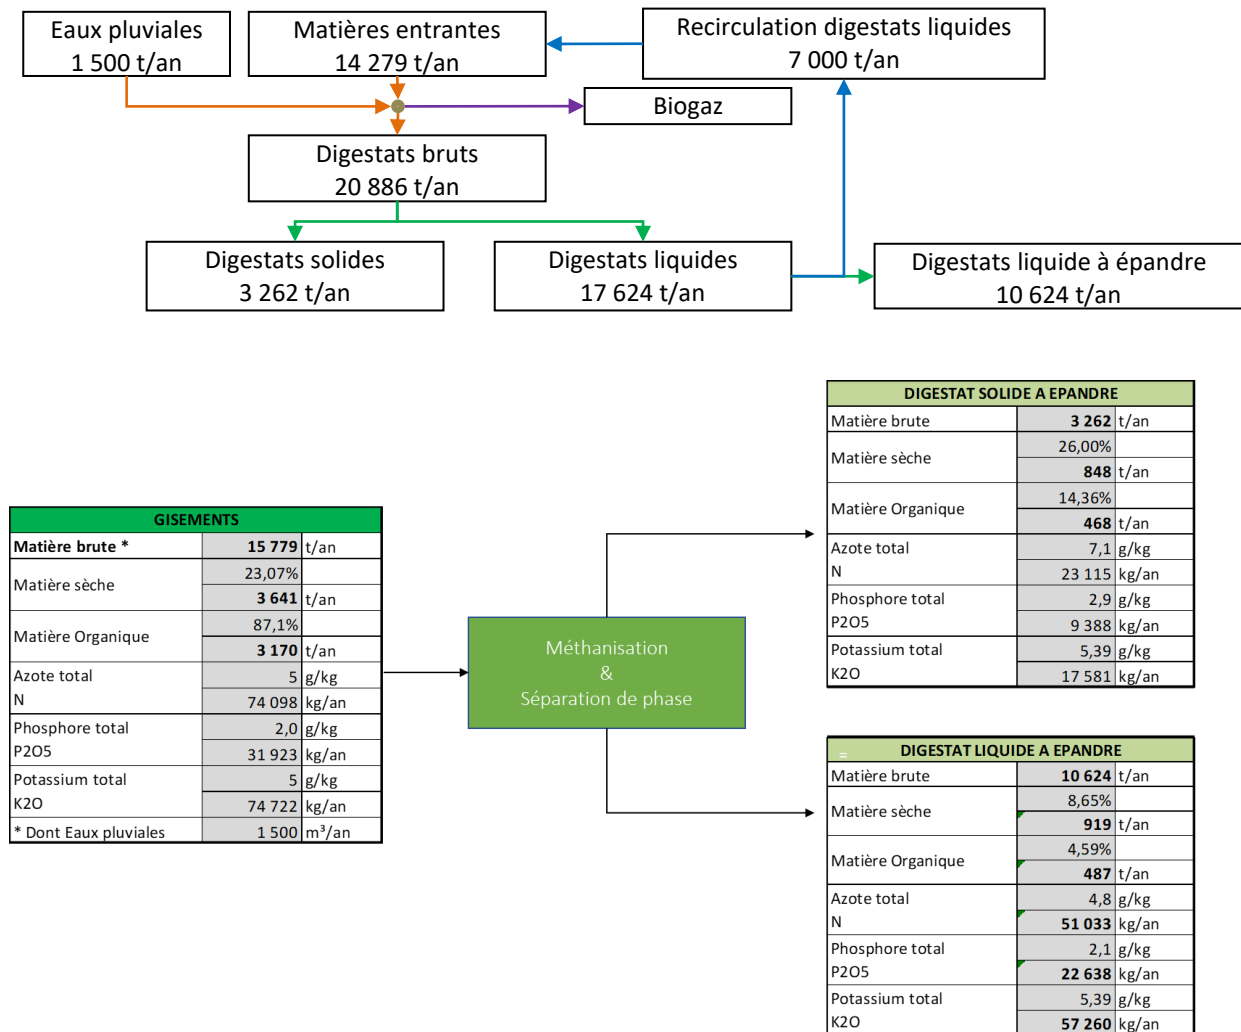 Eaux pluviales
1 500 t/an
Matières entrantes
14 279 t/an
Recirculation digestats liquides
7 000 t/an
Biogaz
Digestats bruts
20 886 t/an
Digestats solides
3 262 t/an
Digestats liquides
17 624 t/an
Digestats liquide à épandre
10 624 t/an
GISEMENTS
Matière brute * 15 779 t/an
Matière sèche 23,07%
3 641 t/an
Matière Organique 87,1%
3 170 t/an
Azote total 5 g/kg
N 74 098 kg/an
Phosphore total 2,0 g/kg
P2O5 31 923 kg/an
Potassium total 5 g/kg
K2O 74 722 kg/an
* Dont Eaux pluviales 1 500 m³/an
Méthanisation
&
Séparation de phase
DIGESTAT SOLIDE A EPANDRE
Matière brute 3 262 t/an
Matière sèche 26,00%
848 t/an
Matière Organique 14,36%
468 t/an
Azote total 7,1 g/kg
N 23 115 kg/an
Phosphore total 2,9 g/kg
P2O5 9 388 kg/an
Potassium total 5,39 g/kg
K2O 17 581 kg/an
= DIGESTAT LIQUIDE A EPANDRE
Matière brute 10 624 t/an
Matière sèche 8,65%
919 t/an
Matière Organique 4,59%
487 t/an
Azote total 4,8 g/kg
N 51 033 kg/an
Phosphore total 2,1 g/kg
P2O5 22 638 kg/an
Potassium total 5,39 g/kg
K2O 57 260 kg/an